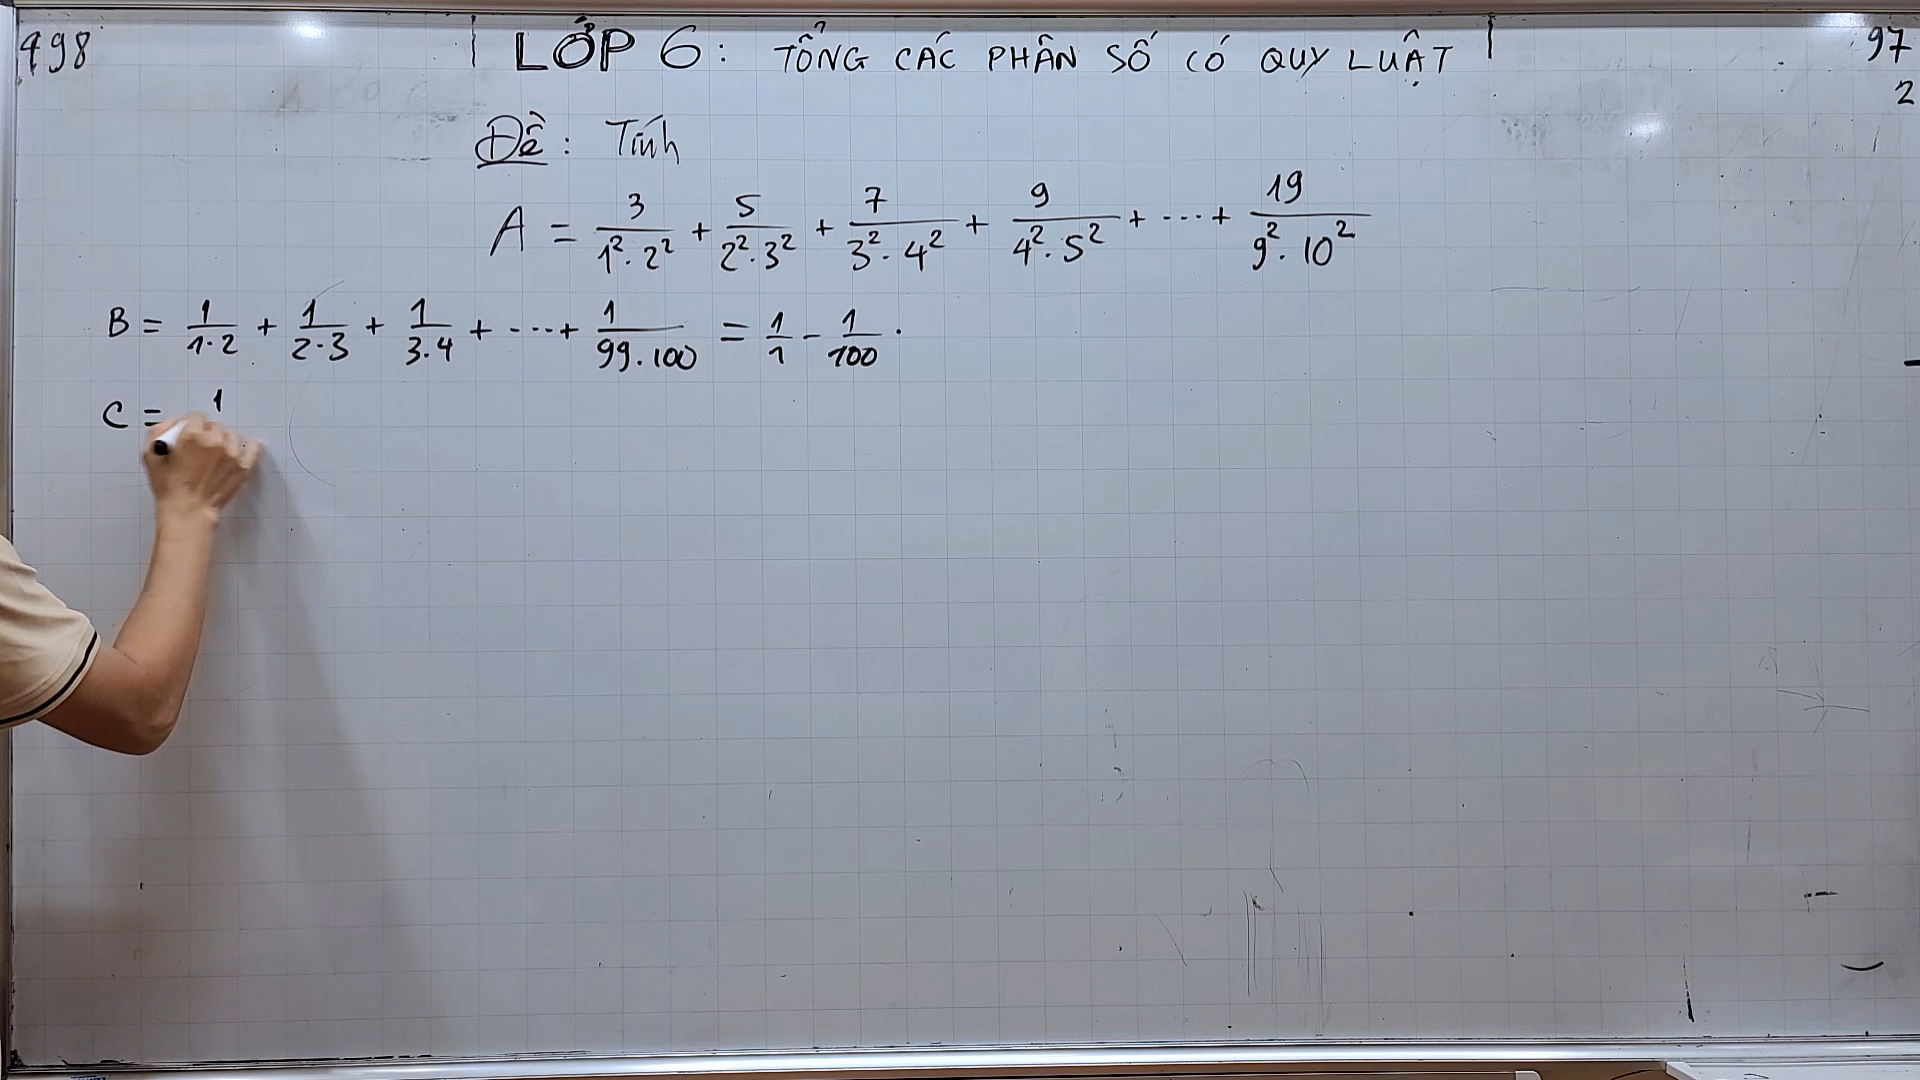 498
LỚP 6: TỔNG CÁC PHÂN SỐ CÓ QUY LUẬT
97
2
Đề: Tính
A = 3/(1²·2²) + 5/(2²·3²) + 7/(3²·4²) + 9/(4²·5²) + ... + 19/(9²·10²)
B = 1/(1·2) + 1/(2·3) + 1/(3.4) + ... + 1/(99.100) = 1/1 - 1/100 .
C = 1